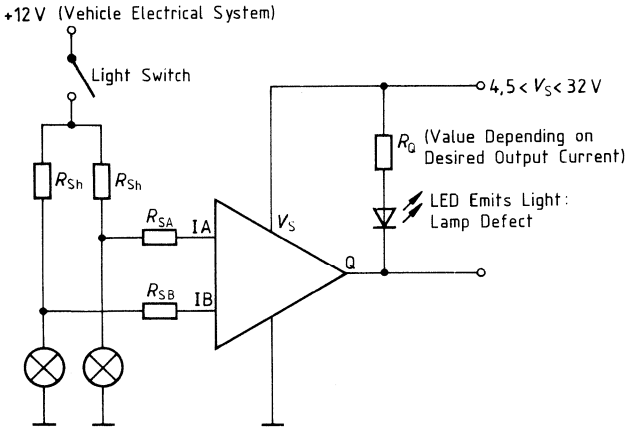 +12 V (Vehicle Electrical System)
Light Switch
4,5 < VS < 32 V
RQ (Value Depending on
Desired Output Current)
RSh
RSh
LED Emits Light:
Lamp Defect
RSA
IA
VS
Q
RSB
IB